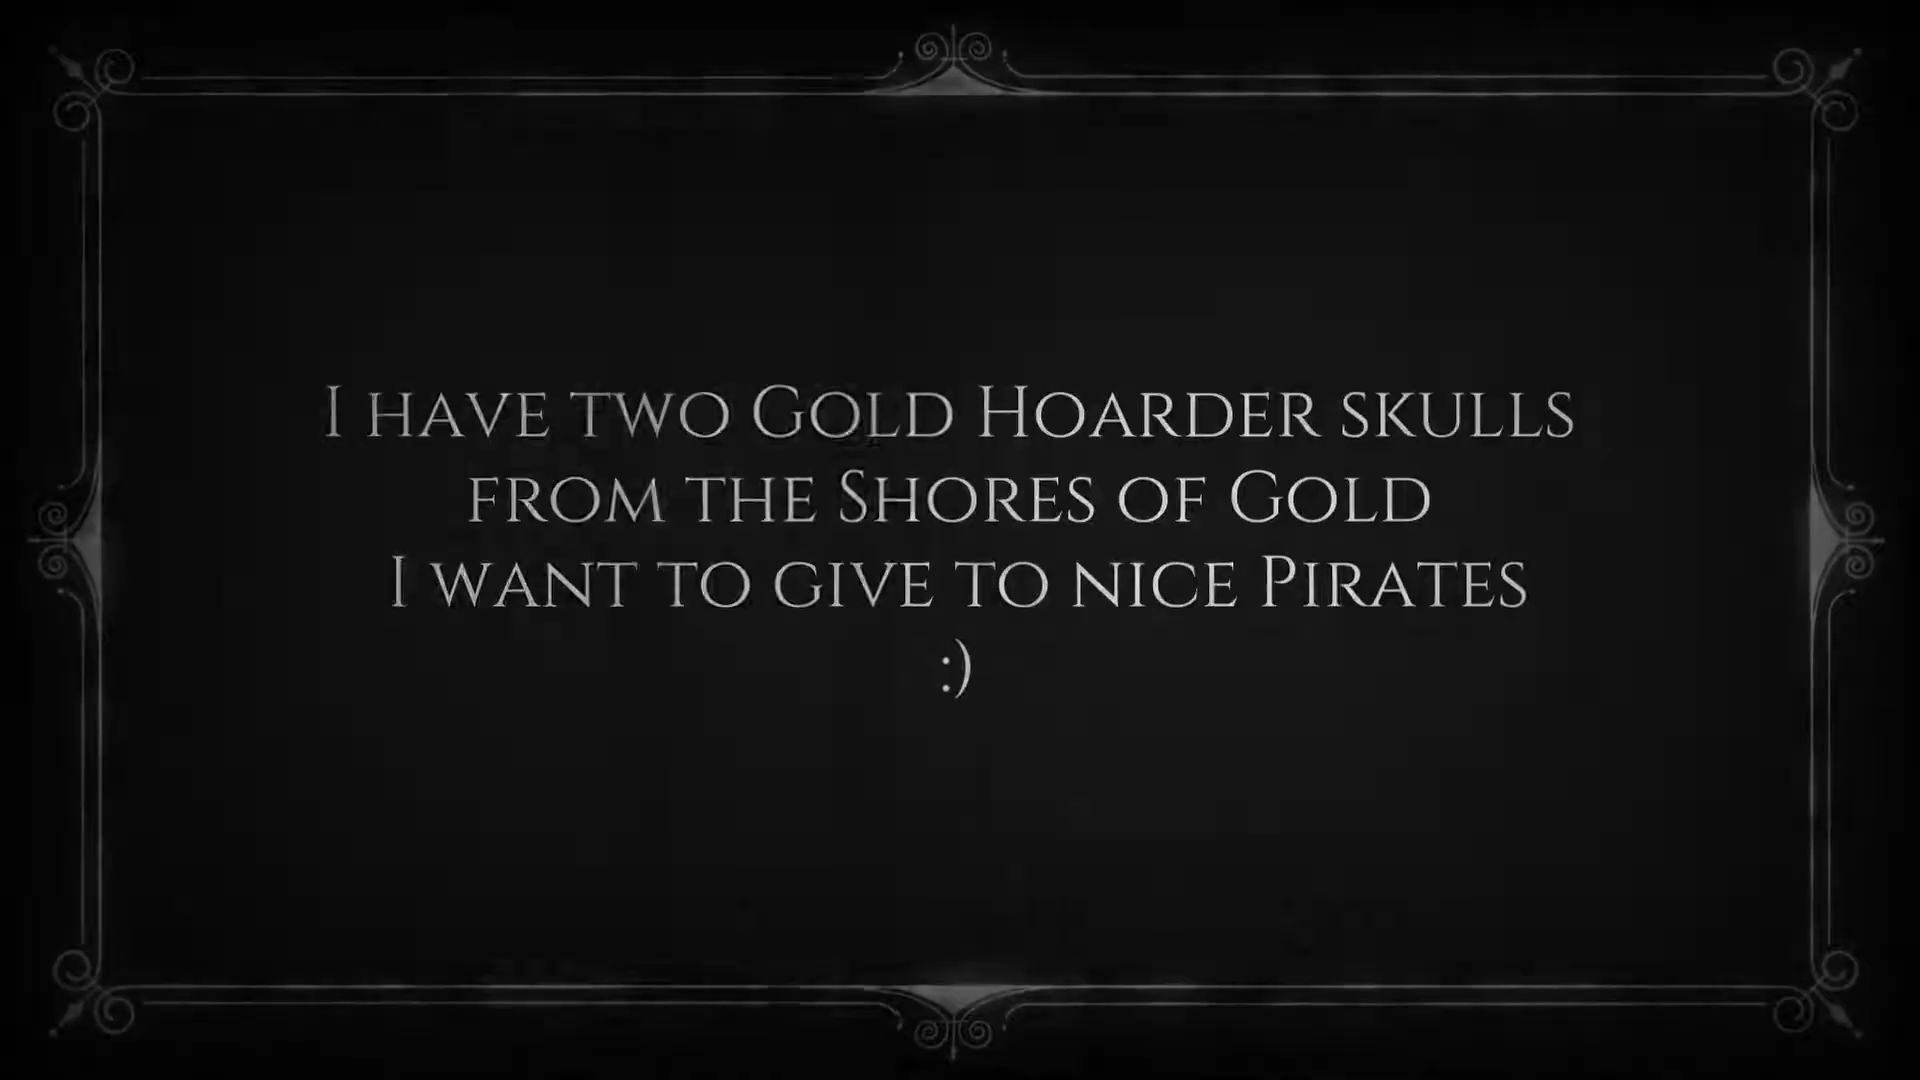 I have two Gold Hoarder skulls
from the Shores of Gold
I want to give to nice Pirates
:)